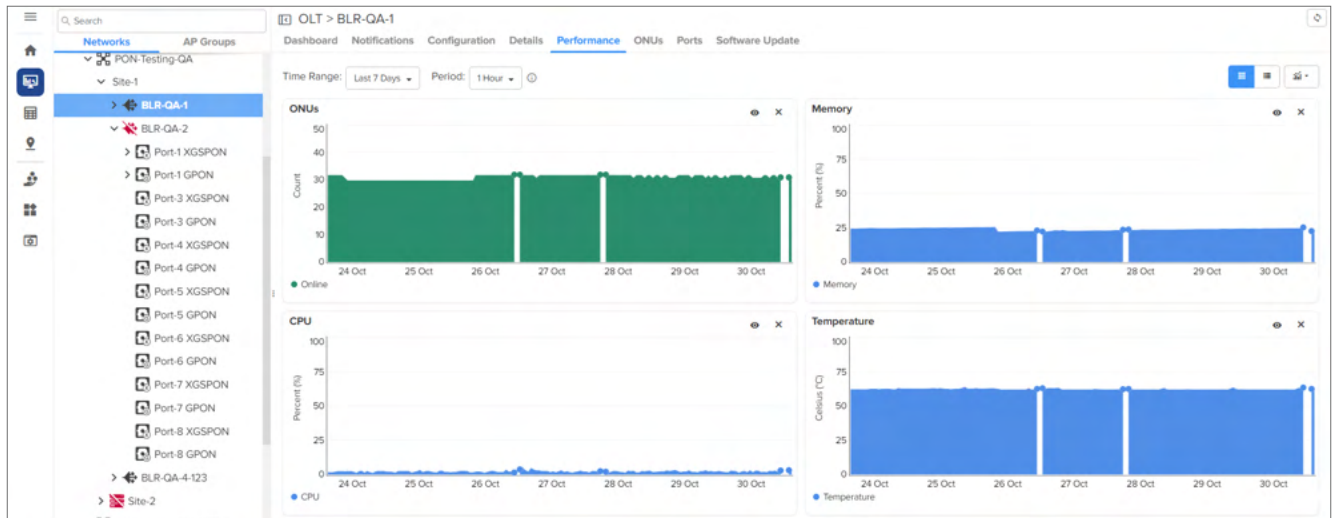 Search
Networks AP Groups
PON-Testing-QA
Site-1
BLR-QA-1
BLR-QA-2
Port-1 XGSPON
Port-1 GPON
Port-3 XGSPON
Port-3 GPON
Port-4 XGSPON
Port-4 GPON
Port-5 XGSPON
Port-5 GPON
Port-6 XGSPON
Port-6 GPON
Port-7 XGSPON
Port-7 GPON
Port-8 XGSPON
Port-8 GPON
BLR-QA-4-123
Site-2
OLT > BLR-QA-1
Dashboard Notifications Configuration Details Performance ONUs Ports Software Update
Time Range: Last 7 Days Period: 1 Hour
ONUs
Count
50
40
30
20
10
0
24 Oct 25 Oct 26 Oct 27 Oct 28 Oct 29 Oct 30 Oct
Online
Memory
Percent (%)
100
75
50
25
0
24 Oct 25 Oct 26 Oct 27 Oct 28 Oct 29 Oct 30 Oct
Memory
CPU
Percent (%)
100
75
50
25
0
24 Oct 25 Oct 26 Oct 27 Oct 28 Oct 29 Oct 30 Oct
CPU
Temperature
Celsius (°C)
100
75
50
25
0
24 Oct 25 Oct 26 Oct 27 Oct 28 Oct 29 Oct 30 Oct
Temperature